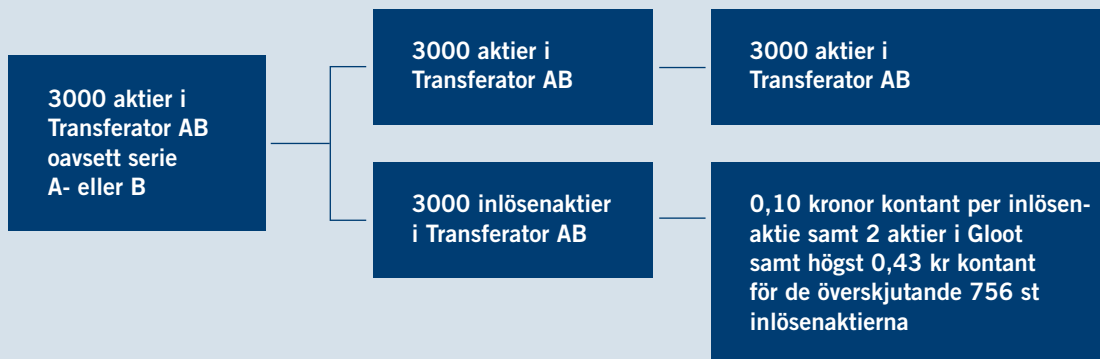 3000 aktier i
Transferator AB
oavsett serie
A- eller B
3000 aktier i
Transferator AB
3000 aktier i
Transferator AB
3000 inlösenaktier
i Transferator AB
0,10 kronor kontant per inlösen-
aktie samt 2 aktier i Gloot
samt högst 0,43 kr kontant
för de överskjutande 756 st
inlösenaktierna